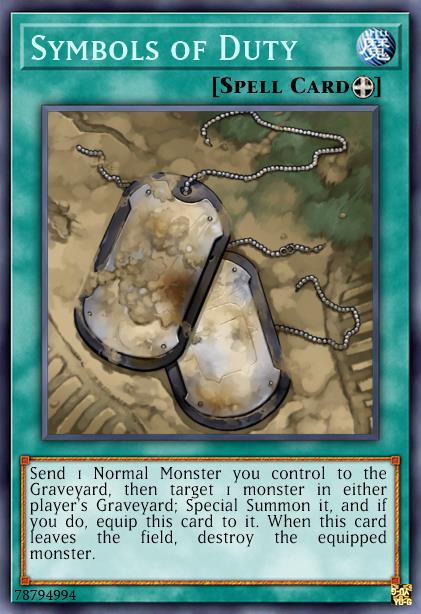 SYMBOLS OF DUTY
[SPELL CARD]
Send 1 Normal Monster you control to the
Graveyard, then target 1 monster in either
player's Graveyard; Special Summon it, and if
you do, equip this card to it. When this card
leaves the field, destroy the equipped
monster.
78794994